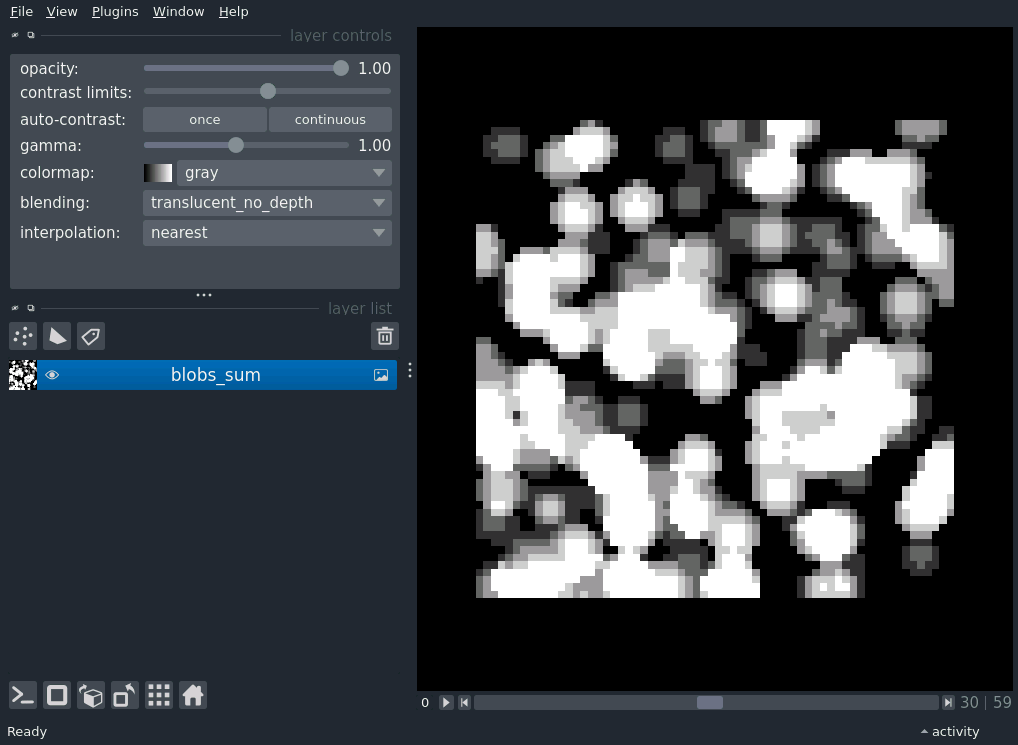 File View Plugins Window Help
layer controls
opacity: 1.00
contrast limits:
auto-contrast: once continuous
gamma: 1.00
colormap: gray
blending: translucent_no_depth
interpolation: nearest
layer list
blobs_sum
0 30 | 59
Ready activity